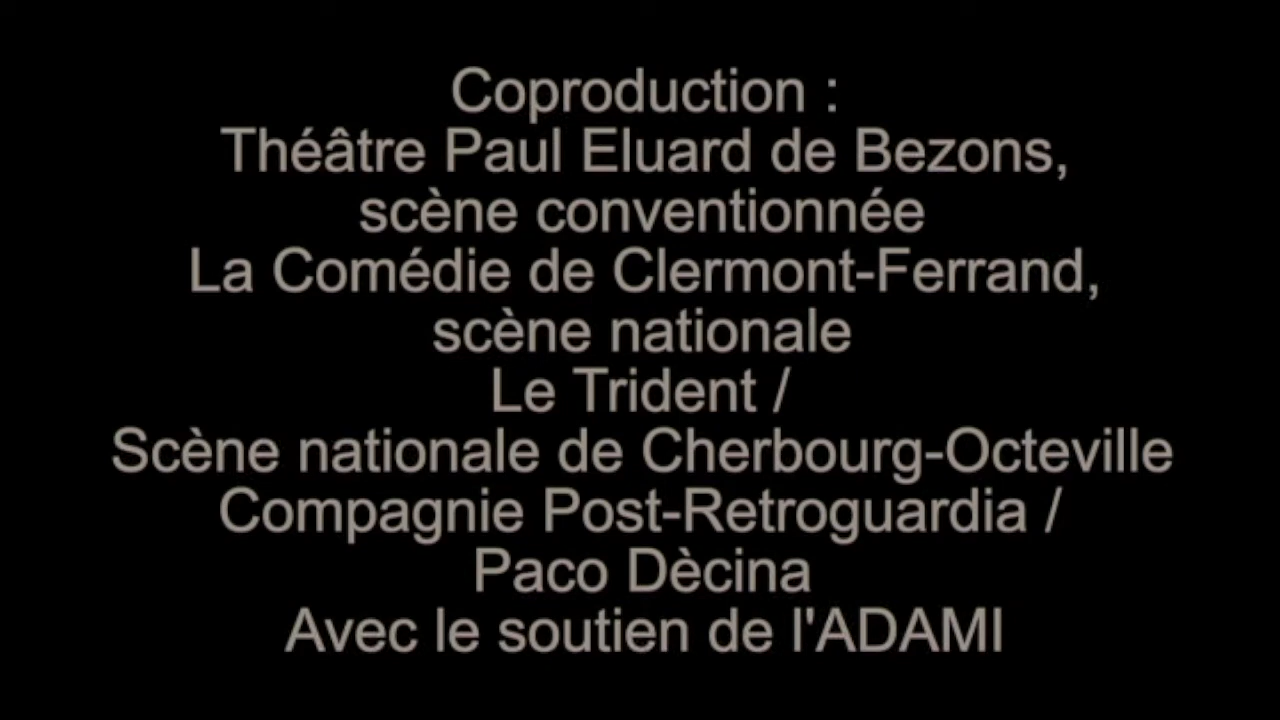 Coproduction :
Théâtre Paul Eluard de Bezons,
scène conventionnée
La Comédie de Clermont-Ferrand,
scène nationale
Le Trident /
Scène nationale de Cherbourg-Octeville
Compagnie Post-Retroguardia /
Paco Dècina
Avec le soutien de l'ADAMI